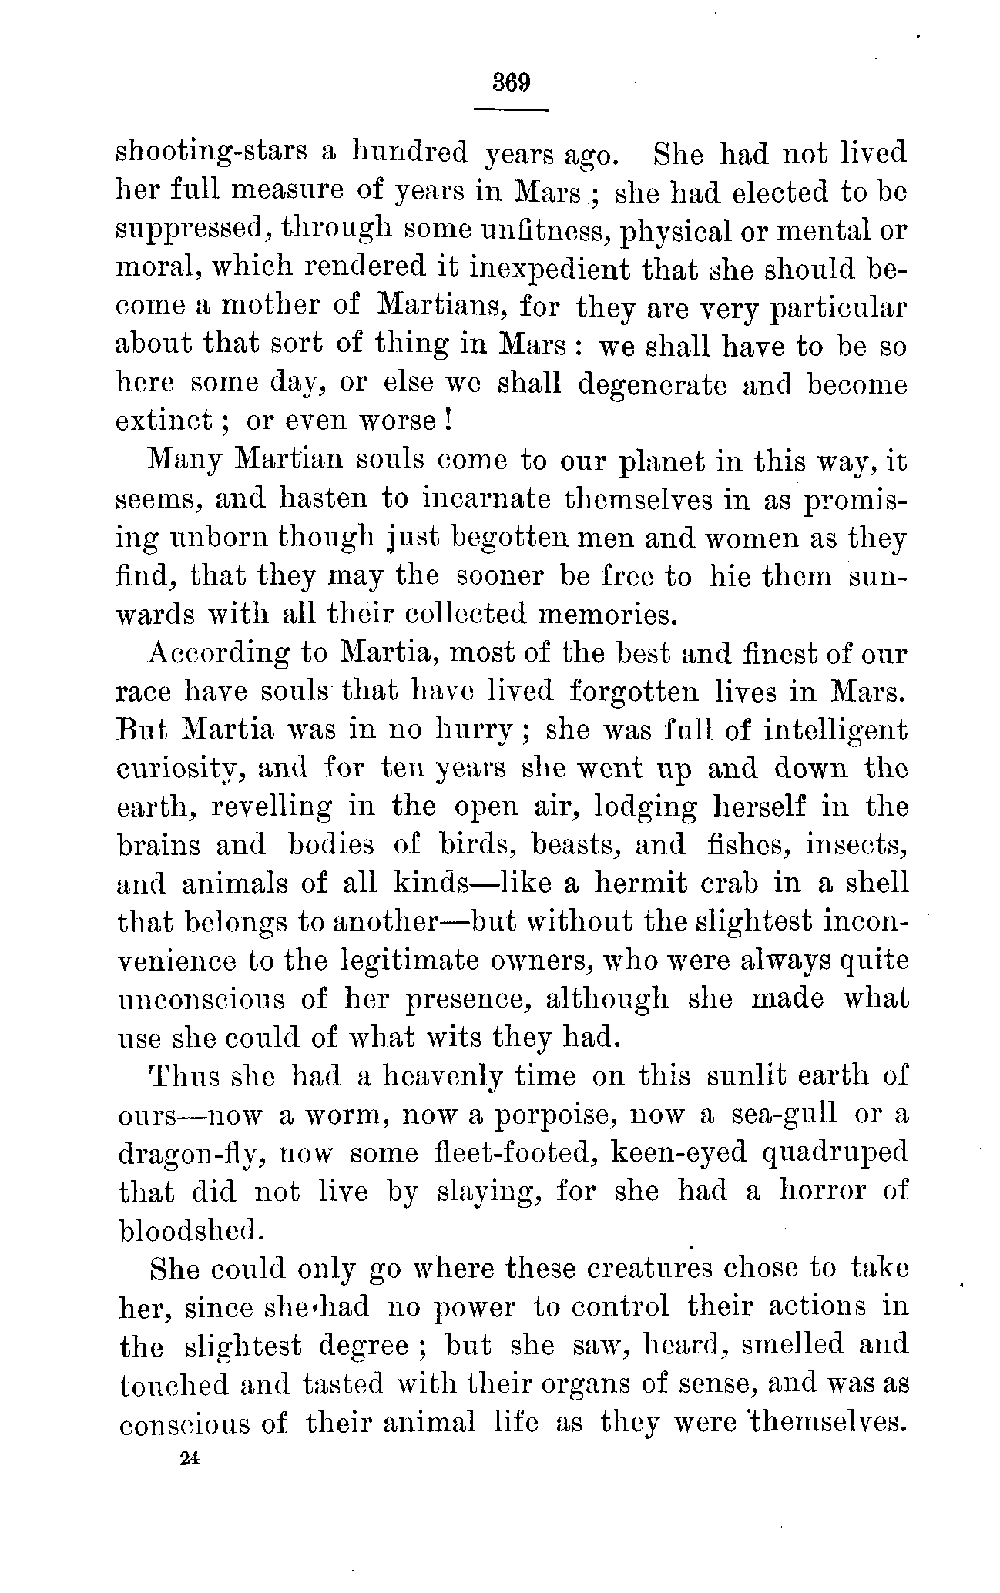 369
shooting-stars a hundred years ago. She had not lived
her full measure of years in Mars ; she had elected to be
suppressed, through some unfitness, physical or mental or
moral, which rendered it inexpedient that she should be-
come a mother of Martians, for they are very particular
about that sort of thing in Mars : we shall have to be so
here some day, or else we shall degenerate and become
extinct ; or even worse !
Many Martian souls come to our planet in this way, it
seems, and hasten to incarnate themselves in as promis-
ing unborn though just begotten men and women as they
find, that they may the sooner be free to hie them sun-
wards with all their collected memories.
According to Martia, most of the best and finest of our
race have souls that have lived forgotten lives in Mars.
But Martia was in no hurry ; she was full of intelligent
curiosity, and for ten years she went up and down the
earth, revelling in the open air, lodging herself in the
brains and bodies of birds, beasts, and fishes, insects,
and animals of all kinds—like a hermit crab in a shell
that belongs to another—but without the slightest incon-
venience to the legitimate owners, who were always quite
unconscious of her presence, although she made what
use she could of what wits they had.
Thus she had a heavenly time on this sunlit earth of
ours—now a worm, now a porpoise, now a sea-gull or a
dragon-fly, now some fleet-footed, keen-eyed quadruped
that did not live by slaying, for she had a horror of
bloodshed.
She could only go where these creatures chose to take
her, since she had no power to control their actions in
the slightest degree ; but she saw, heard, smelled and
touched and tasted with their organs of sense, and was as
conscious of their animal life as they were themselves.
24